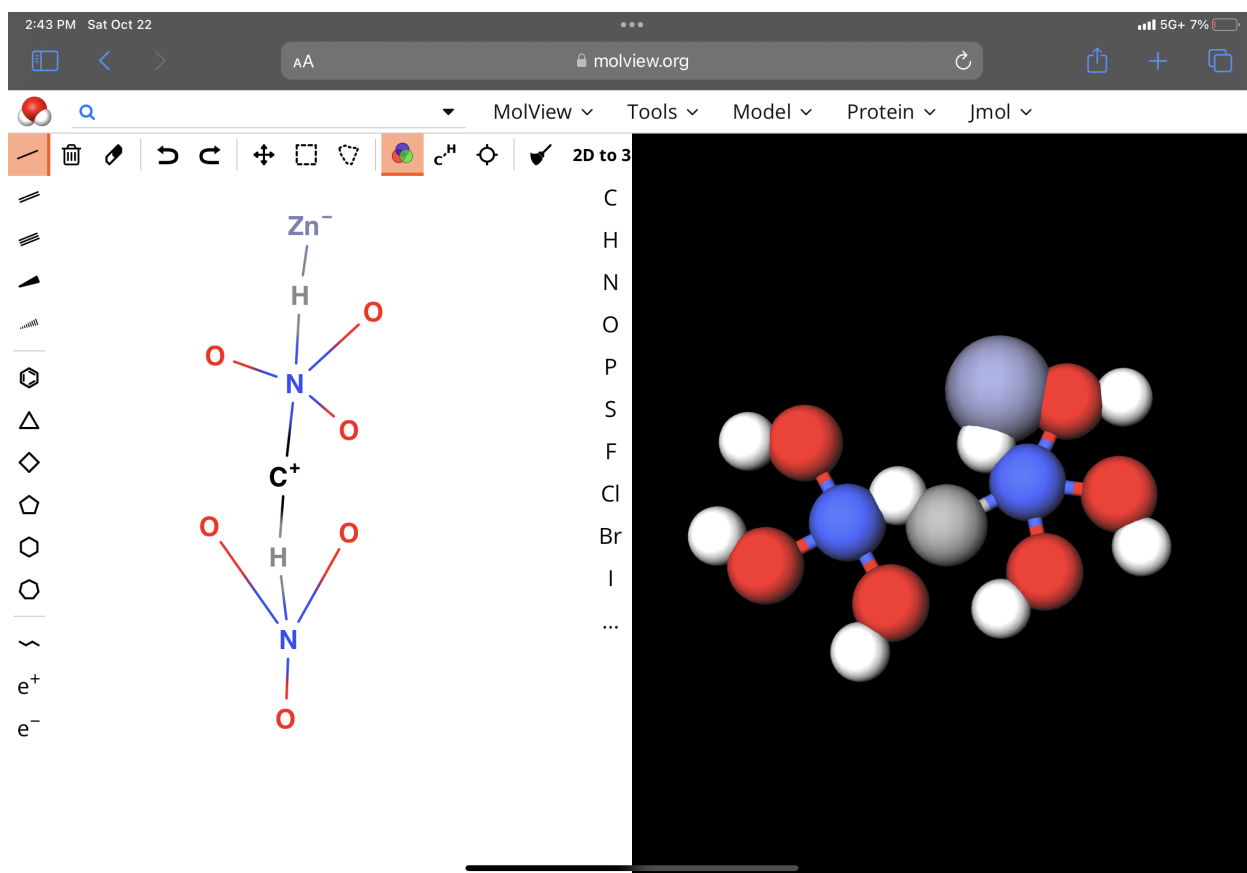 2:43 PM Sat Oct 22
5G+ 7%
AA
molview.org
MolView Tools Model Protein Jmol
C H
2D to 3
Zn−
H
O
O
N
O
C+
O
O
H
N
O
C
H
N
O
P
S
F
Cl
Br
I
...
e+
e−